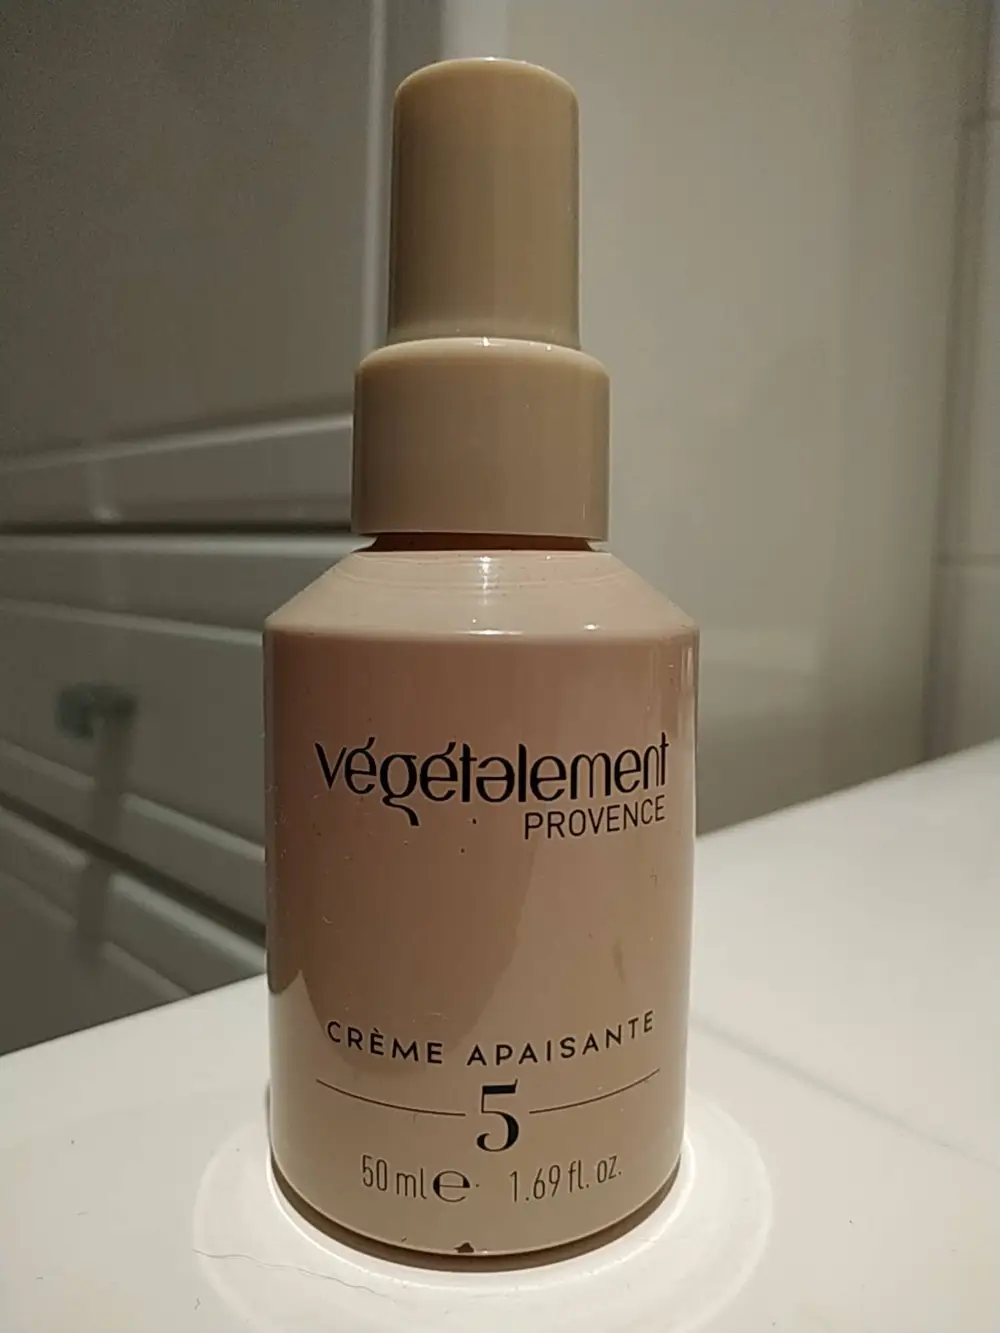 végétalement
PROVENCE
CRÈME APAISANTE
5
50 ml e 1.69 fl. oz.